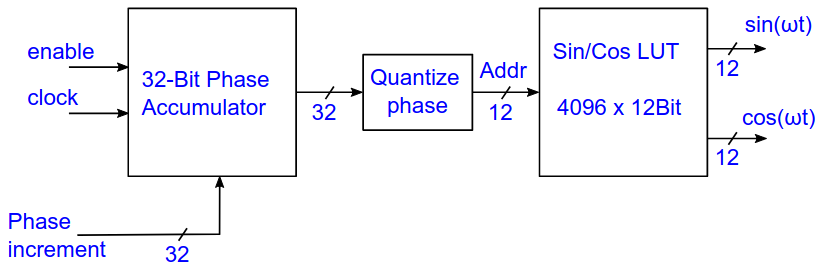 enable
clock
32-Bit Phase
Accumulator
Phase
increment
32
32
Quantize
phase
Addr
12
Sin/Cos LUT
4096 x 12Bit
sin(ωt)
12
cos(ωt)
12